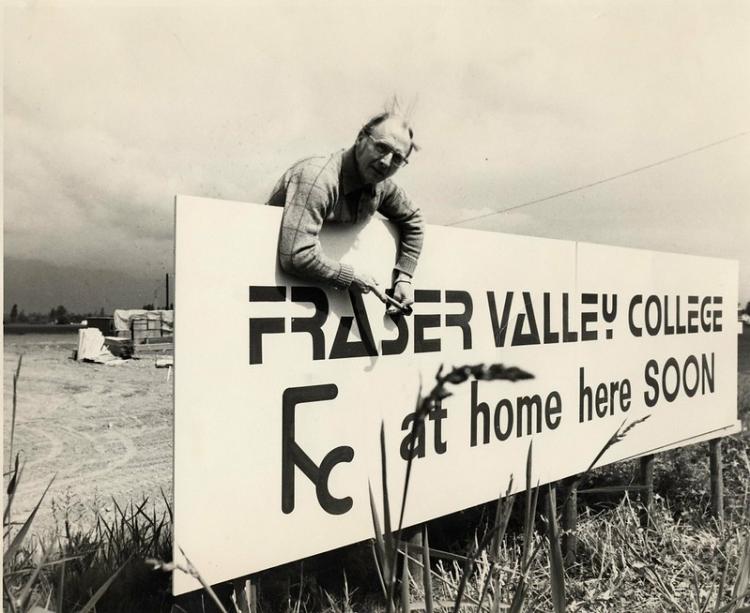 FRASER VALLEY COLLEGE
Fc at home here SOON